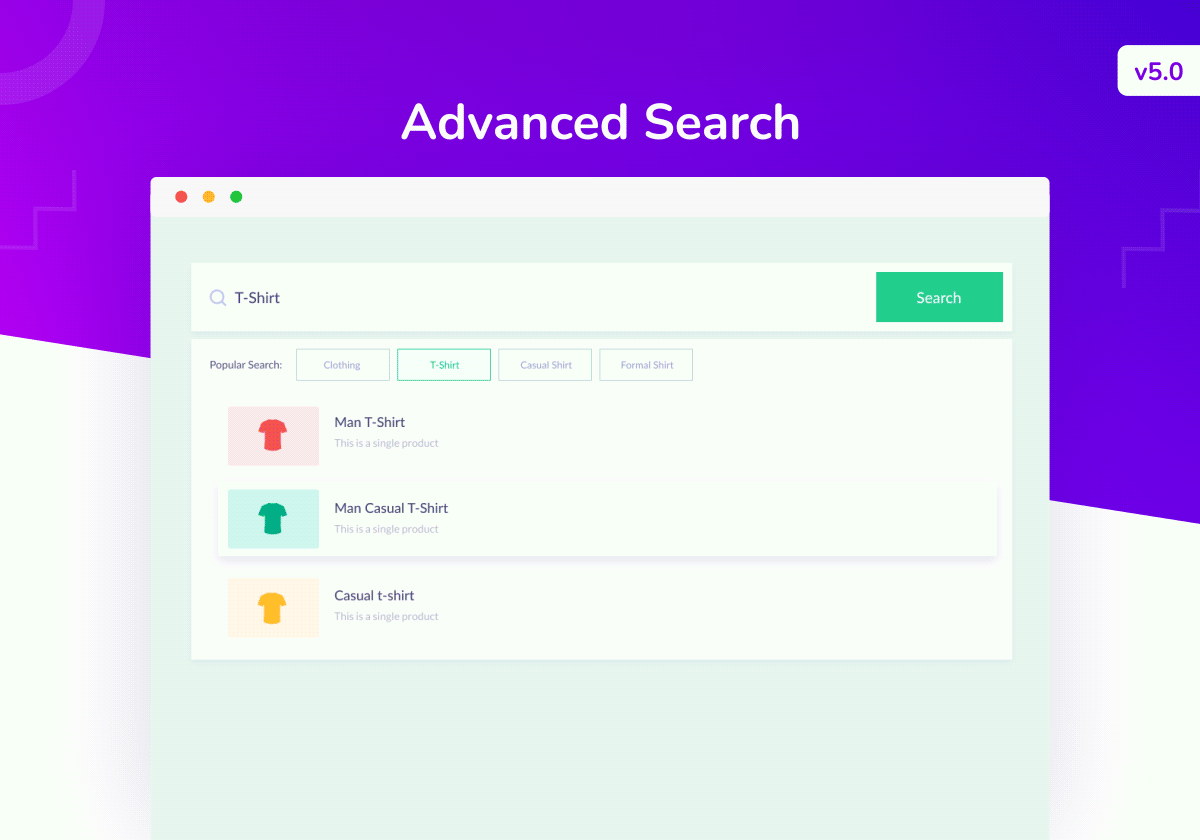 v5.0
Advanced Search
T-Shirt
Search
Popular Search:
Clothing
T-Shirt
Casual Shirt
Formal Shirt
Man T-Shirt
This is a single product
Man Casual T-Shirt
This is a single product
Casual t-shirt
This is a single product